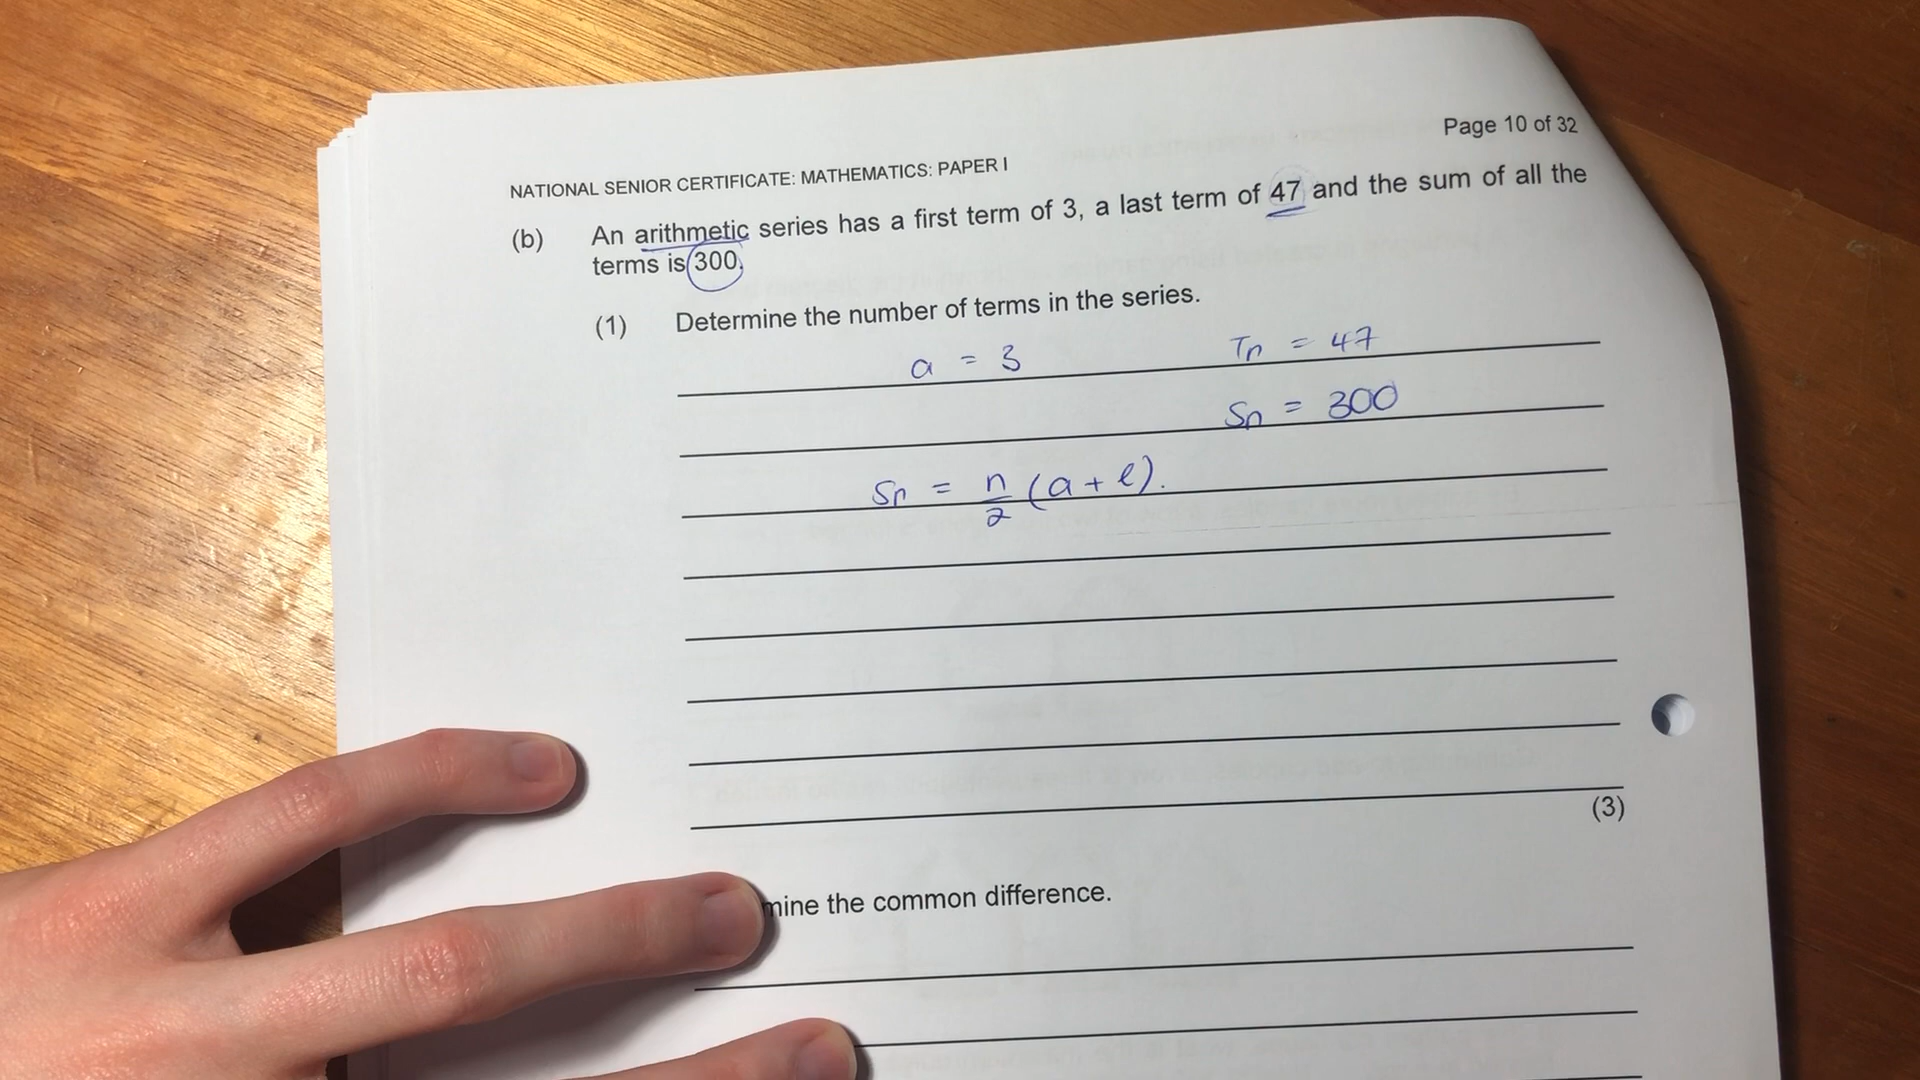 Page 10 of 32
NATIONAL SENIOR CERTIFICATE: MATHEMATICS: PAPER I
(b) An arithmetic series has a first term of 3, a last term of 47 and the sum of all the
terms is 300.
(1) Determine the number of terms in the series.
a = 3 Tn = 47
Sn = 300
Sn = n/2 (a + l).
(3)
mine the common difference.